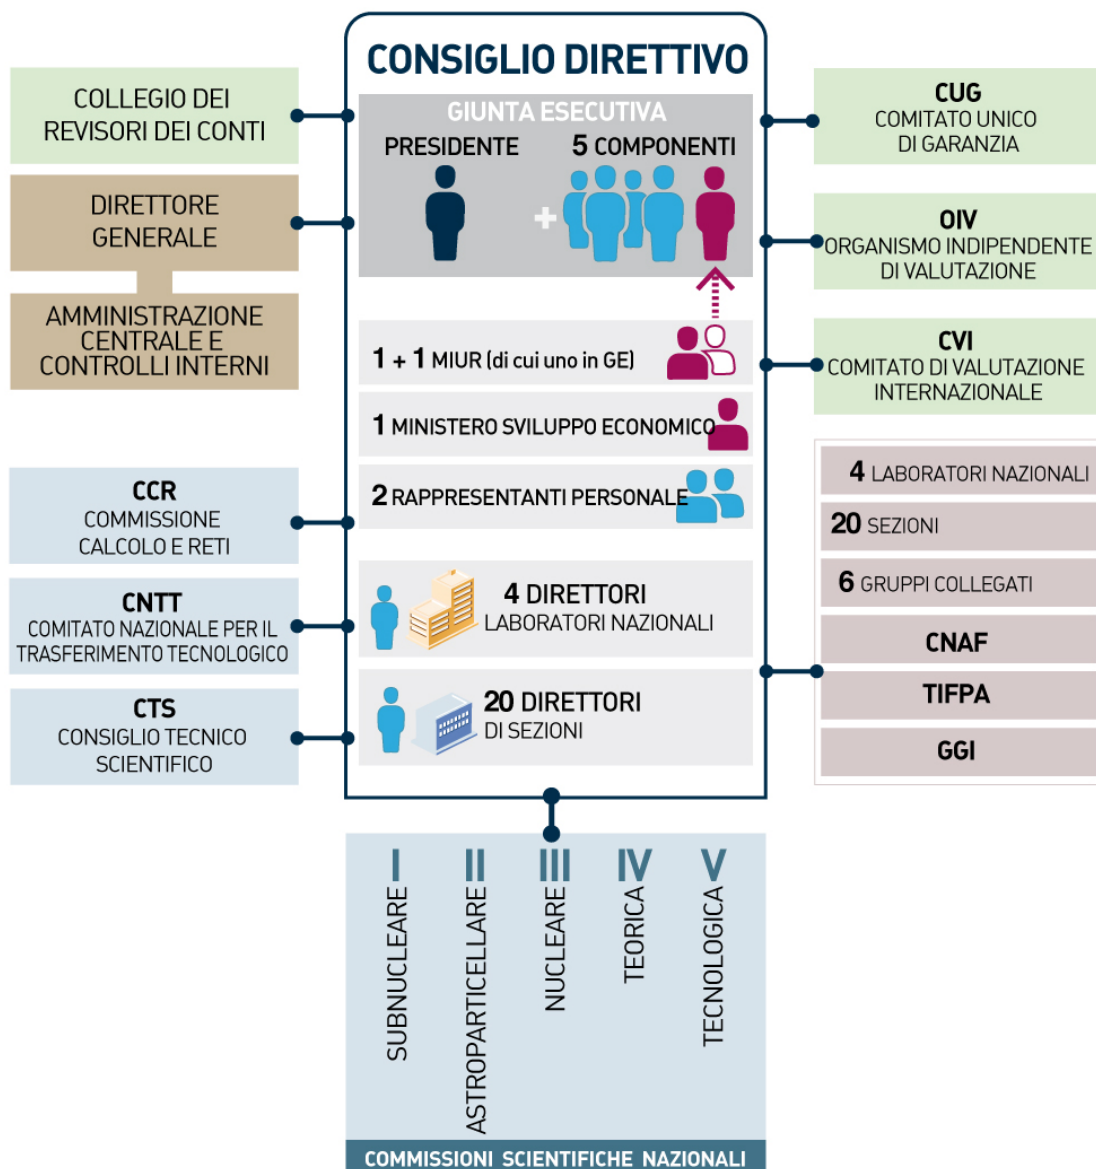 CONSIGLIO DIRETTIVO
GIUNTA ESECUTIVA
PRESIDENTE
5 COMPONENTI
+
1 + 1 MIUR (di cui uno in GE)
1 MINISTERO SVILUPPO ECONOMICO
2 RAPPRESENTANTI PERSONALE
4 DIRETTORI
LABORATORI NAZIONALI
20 DIRETTORI
DI SEZIONI
COLLEGIO DEI
REVISORI DEI CONTI
DIRETTORE
GENERALE
AMMINISTRAZIONE
CENTRALE E
CONTROLLI INTERNI
CCR
COMMISSIONE
CALCOLO E RETI
CNTT
COMITATO NAZIONALE PER IL
TRASFERIMENTO TECNOLOGICO
CTS
CONSIGLIO TECNICO
SCIENTIFICO
CUG
COMITATO UNICO
DI GARANZIA
OIV
ORGANISMO INDIPENDENTE
DI VALUTAZIONE
CVI
COMITATO DI VALUTAZIONE
INTERNAZIONALE
4 LABORATORI NAZIONALI
20 SEZIONI
6 GRUPPI COLLEGATI
CNAF
TIFPA
GGI
I
SUBNUCLEARE
II
ASTROPARTICELLARE
III
NUCLEARE
IV
TEORICA
V
TECNOLOGICA
COMMISSIONI SCIENTIFICHE NAZIONALI